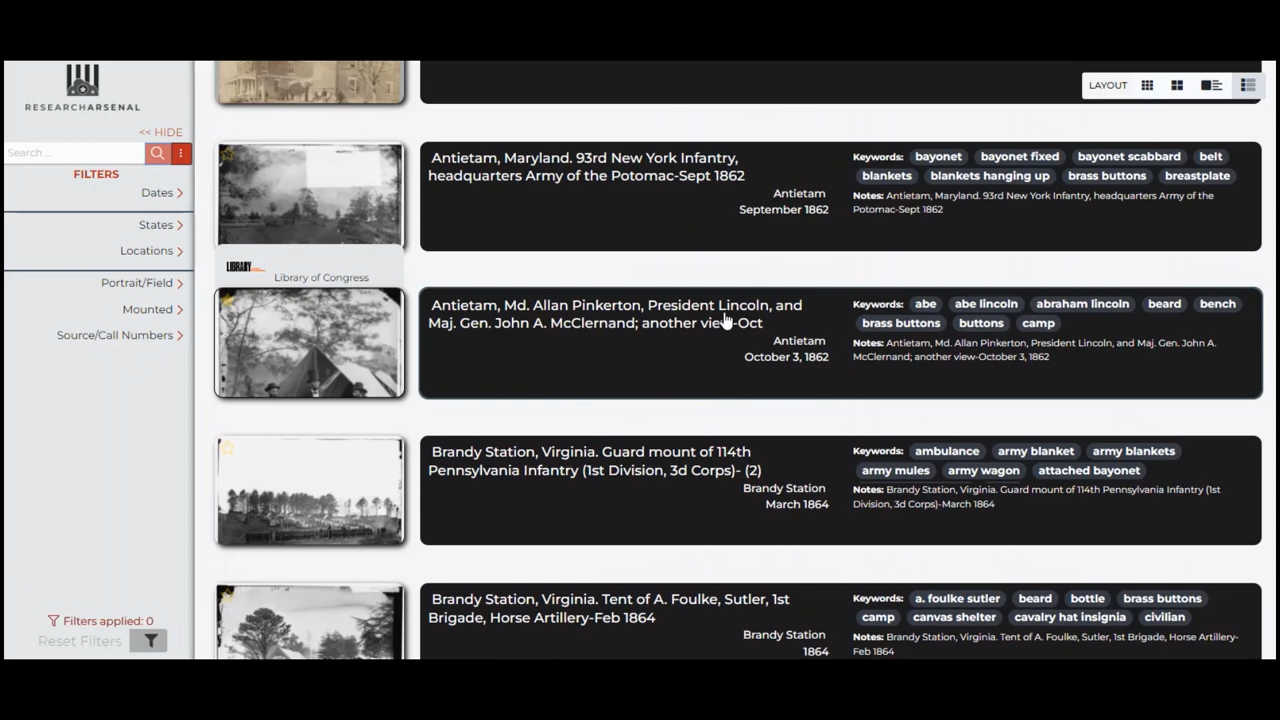 RESEARCHARSENAL
<< HIDE
Search ...
FILTERS
Dates
States
Locations
Portrait/Field
Mounted
Source/Call Numbers
Filters applied: 0
Reset Filters
LAYOUT
Antietam, Maryland. 93rd New York Infantry,
headquarters Army of the Potomac-Sept 1862
Antietam
September 1862
Keywords: bayonet bayonet fixed bayonet scabbard belt
blankets blankets hanging up brass buttons breastplate
Notes: Antietam, Maryland. 93rd New York Infantry, headquarters Army of the
Potomac-Sept 1862
LIBRARY
Library of Congress
Antietam, Md. Allan Pinkerton, President Lincoln, and
Maj. Gen. John A. McClernand; another view-Oct
Antietam
October 3, 1862
Keywords: abe abe lincoln abraham lincoln beard bench
brass buttons buttons camp
Notes: Antietam, Md. Allan Pinkerton, President Lincoln, and Maj. Gen. John A.
McClernand; another view-October 3, 1862
Brandy Station, Virginia. Guard mount of 114th
Pennsylvania Infantry (1st Division, 3d Corps)- (2)
Brandy Station
March 1864
Keywords: ambulance army blanket army blankets
army mules army wagon attached bayonet
Notes: Brandy Station, Virginia. Guard mount of 114th Pennsylvania Infantry (1st
Division, 3d Corps)-March 1864
Brandy Station, Virginia. Tent of A. Foulke, Sutler, 1st
Brigade, Horse Artillery-Feb 1864
Brandy Station
1864
Keywords: a. foulke sutler beard bottle brass buttons
camp canvas shelter cavalry hat insignia civilian
Notes: Brandy Station, Virginia. Tent of A. Foulke, Sutler, 1st Brigade, Horse Artillery-
Feb 1864